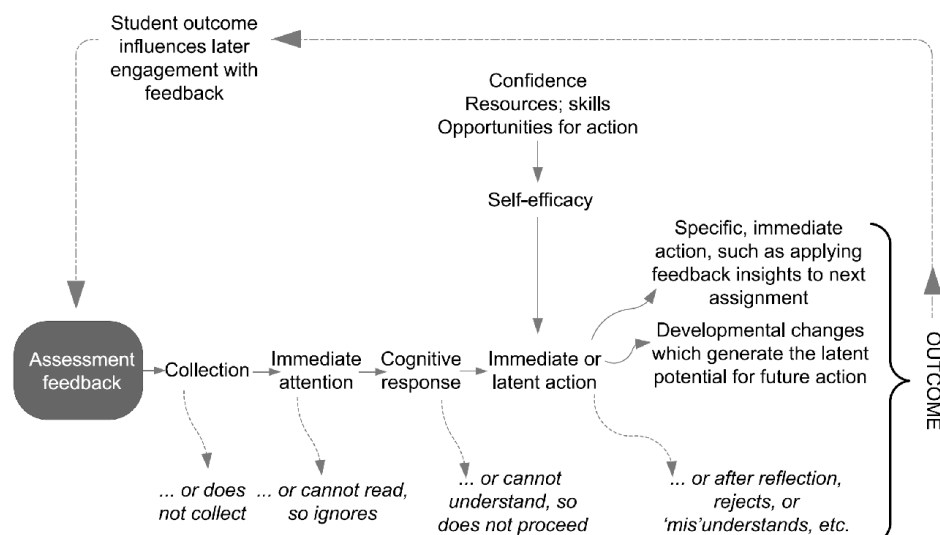 Student outcome
influences later
engagement with
feedback
Confidence
Resources; skills
Opportunities for action
Self-efficacy
Specific, immediate
action, such as applying
feedback insights to next
assignment
Developmental changes
which generate the latent
potential for future action
OUTCOME
Assessment
feedback
Collection
Immediate
attention
Cognitive
response
Immediate or
latent action
... or does
not collect
... or cannot read,
so ignores
... or cannot
understand, so
does not proceed
... or after reflection,
rejects, or
‘mis’understands, etc.